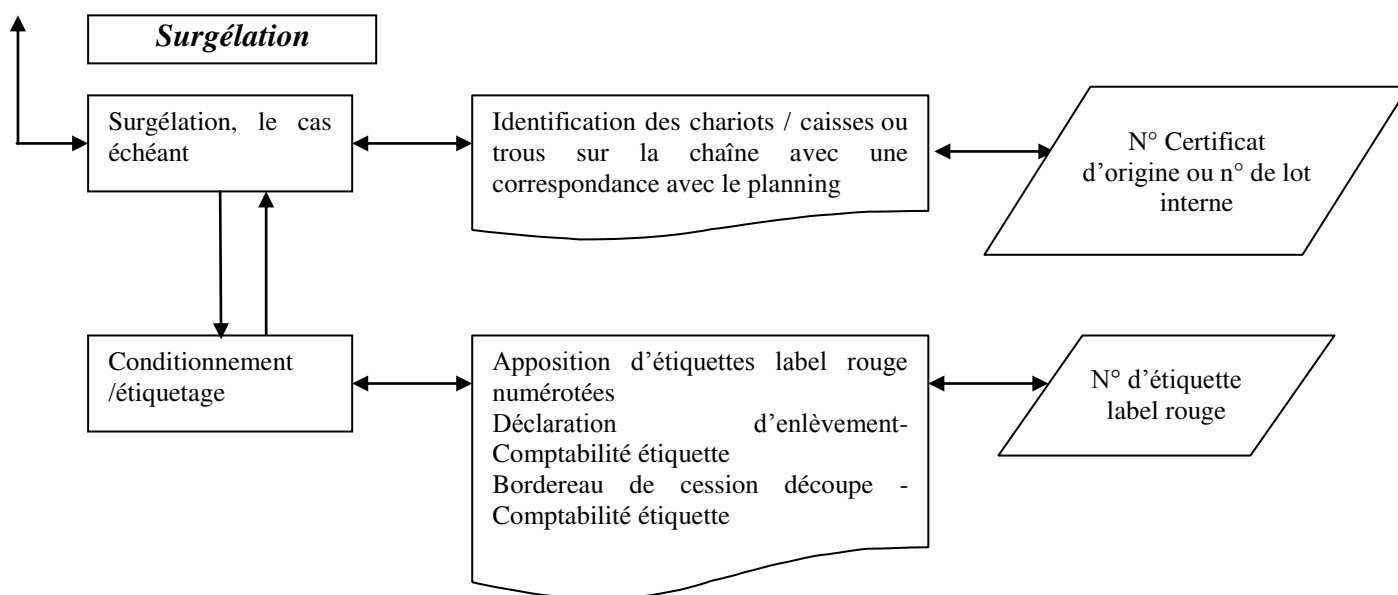 Surgélation
Surgélation, le cas
échéant
Identification des chariots / caisses ou
trous sur la chaîne avec une
correspondance avec le planning
N° Certificat
d'origine ou n° de lot
interne
Conditionnement
/étiquetage
Apposition d'étiquettes label rouge
numérotées
Déclaration d'enlèvement-
Comptabilité étiquette
Bordereau de cession découpe -
Comptabilité étiquette
N° d'étiquette
label rouge